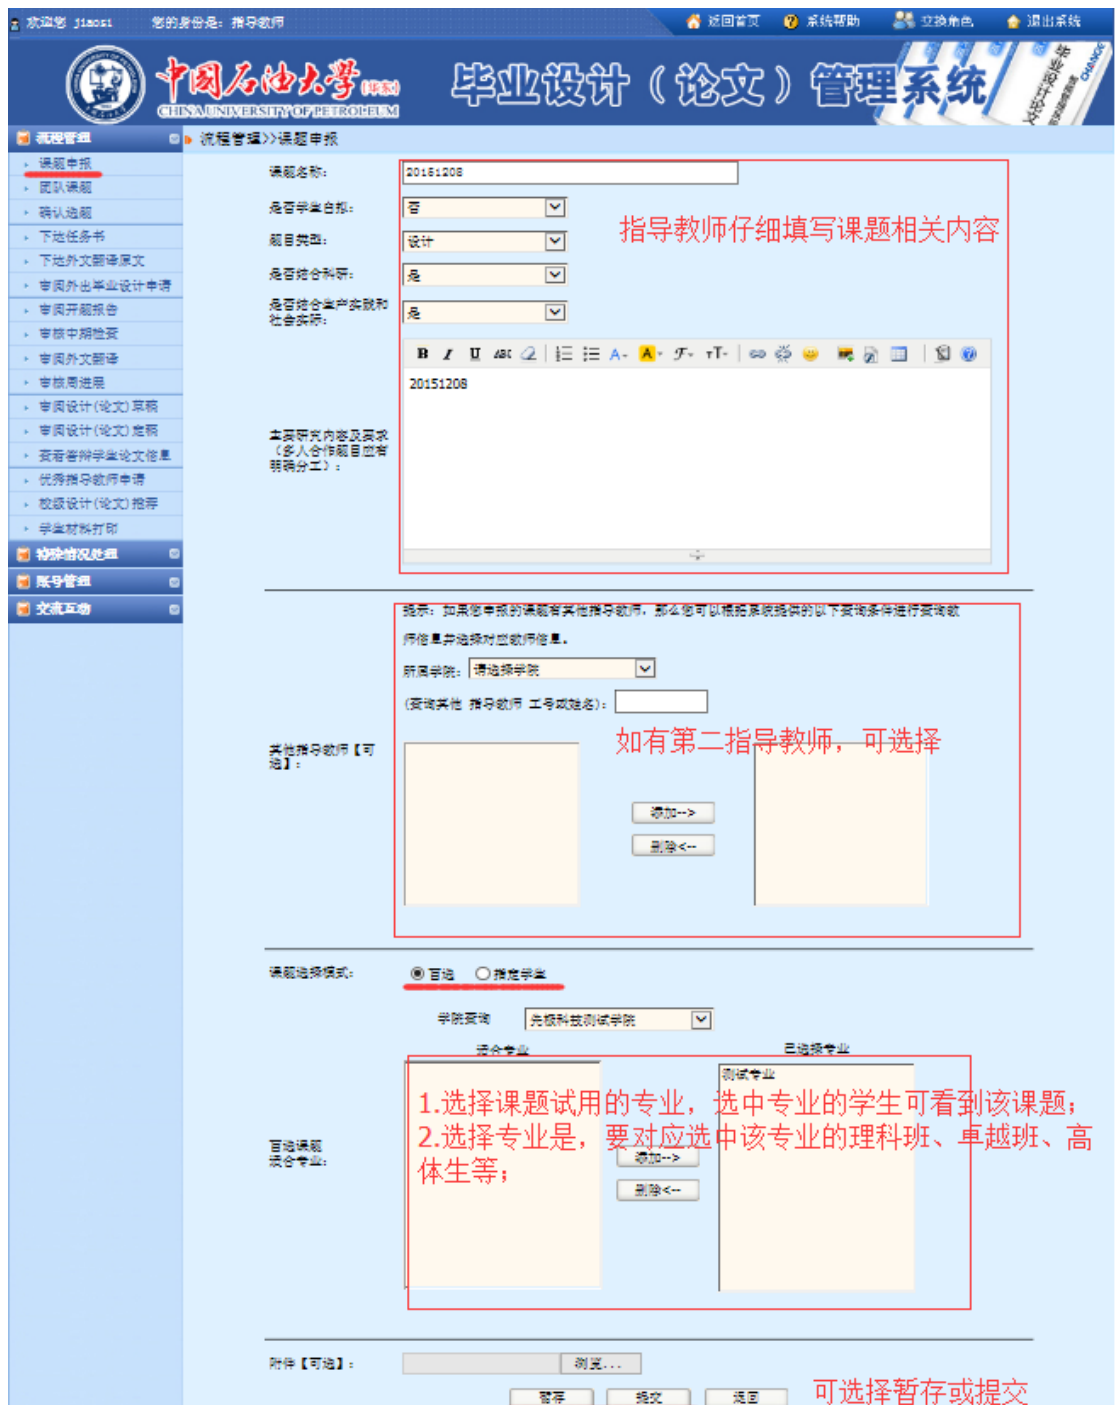 欢迎您 jiaosi 您的身份是：指导教师 返回首页 系统帮助 交换角色 退出系统
中国石油大学(华东) 毕业设计（论文）管理系统
CHINA UNIVERSITY OF PETROLEUM
CHANGE
流程管理
流程管理>>课题申报
课题申报
团队课题
确认选题
下达任务书
下达外文翻译原文
审阅外出毕业设计申请
审阅开题报告
审核中期检查
审阅外文翻译
审核周进展
审阅设计(论文)草稿
审阅设计(论文)定稿
查看答辩学生论文信息
优秀指导教师申请
校级设计(论文)推荐
学生材料打印
特殊情况处理
账号管理
交流互动
课题名称： 20151208
是否学生自拟： 否
指导教师仔细填写课题相关内容
题目类型： 设计
是否结合科研： 是
是否结合生产实践和
社会实际： 是
B I U ABC
20151208
主要研究内容及要求
（多人合作题目应有
明确分工）：
提示：如果您申报的课题有其他指导教师，那么您可以根据系统提供的以下查询条件进行查询教
师信息并选择对应教师信息。
所属学院： 请选择学院
(查询其他 指导教师 工号或姓名)：
如有第二指导教师，可选择
其他指导教师【可
选】：
添加-->
删除<--
课题选择模式： 盲选 指定学生
学院查询 先极科技测试学院
适合专业 已选择专业
测试专业
1.选择课题试用的专业，选中专业的学生可看到该课题；
2.选择专业是，要对应选中该专业的理科班、卓越班、高
体生等；
盲选课题
适合专业：
添加-->
删除<--
附件【可选】： 浏览...
暂存 提交 返回
可选择暂存或提交